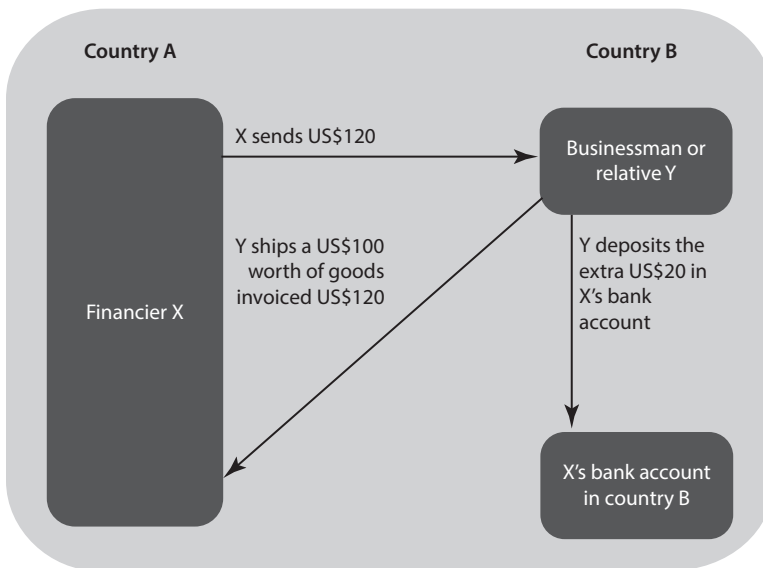 Country A
Country B
X sends US$120
Businessman or
relative Y
Y ships a US$100
worth of goods
invoiced US$120
Y deposits the
extra US$20 in
X’s bank
account
Financier X
X’s bank account
in country B